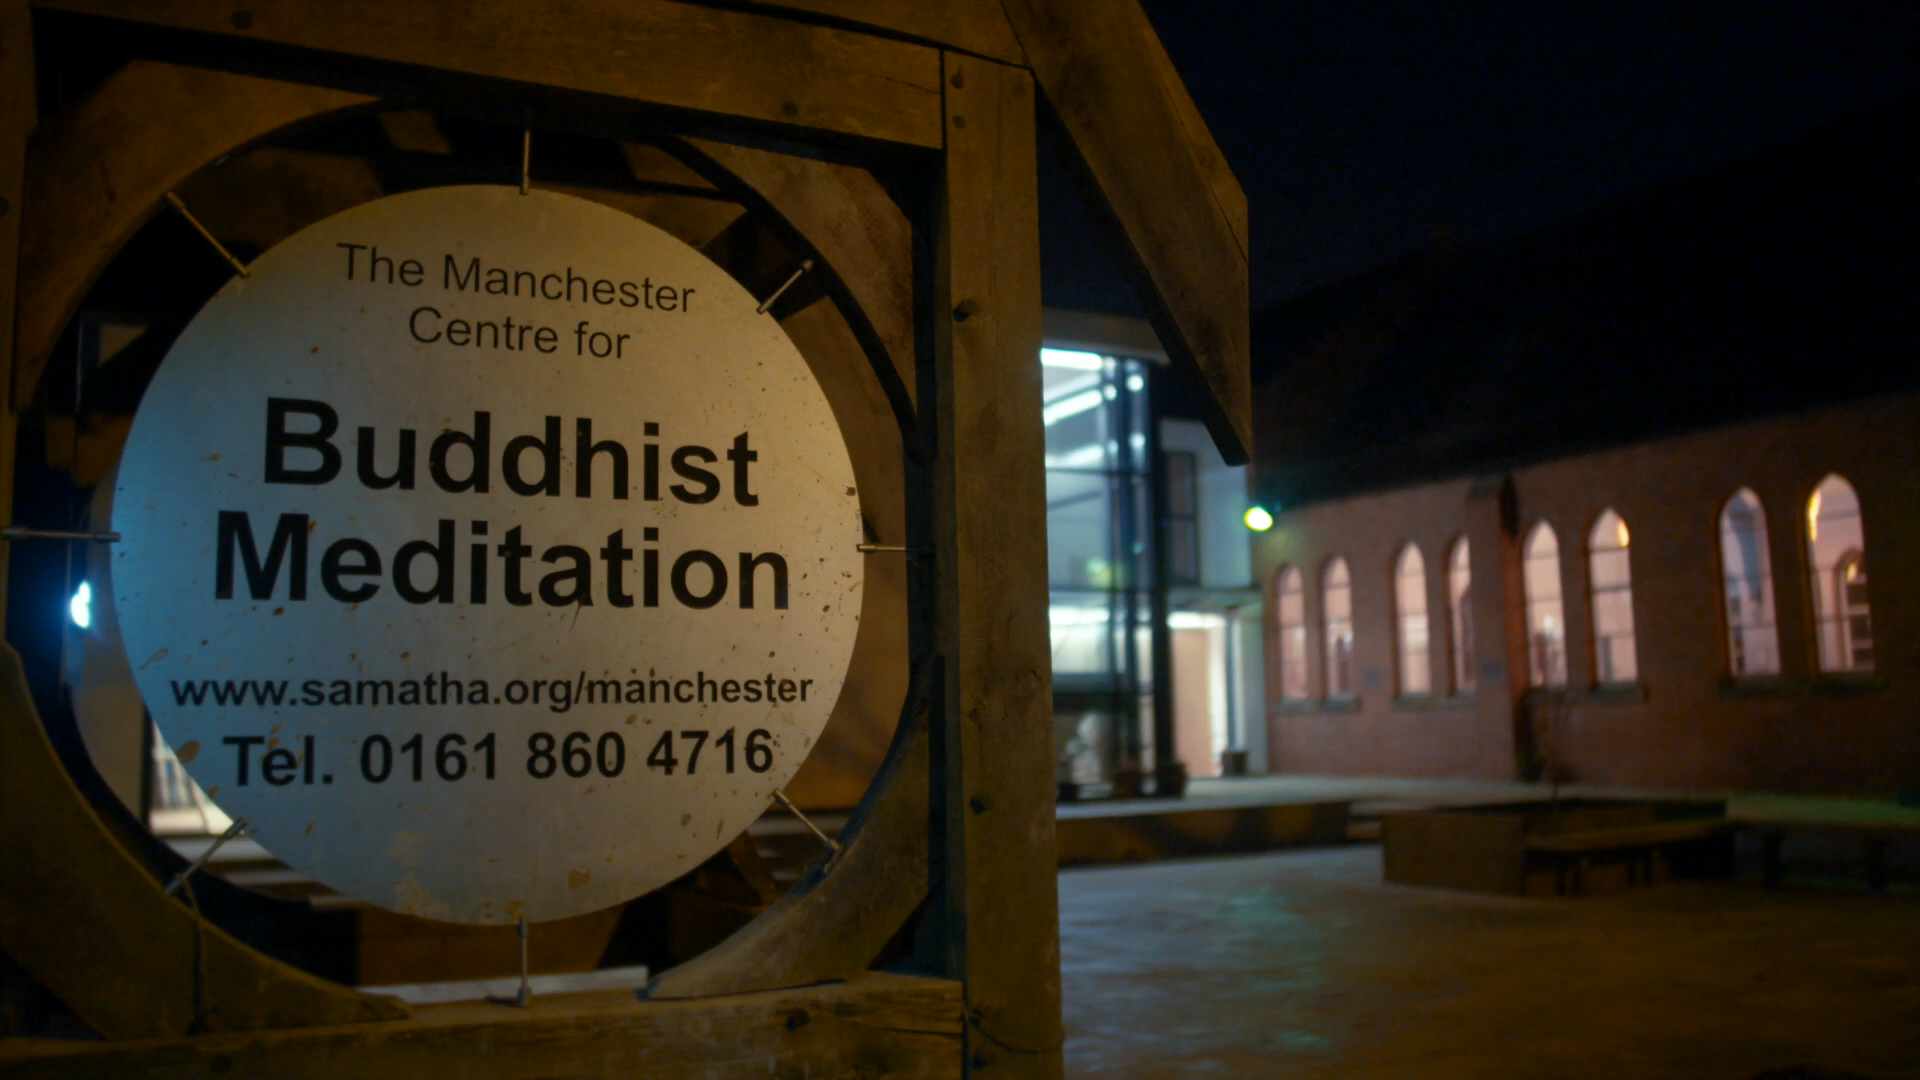 The Manchester
Centre for
Buddhist
Meditation
www.samatha.org/manchester
Tel. 0161 860 4716